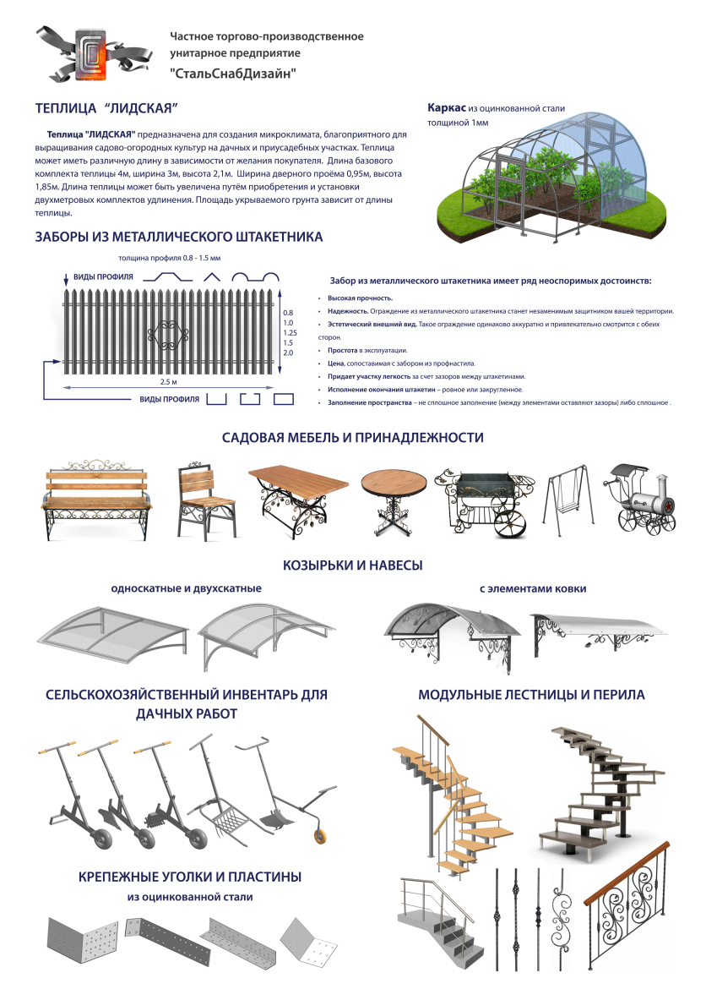 Частное торгово-производственное
унитарное предприятие
"СтальСнабДизайн"
ТЕПЛИЦА “ЛИДСКАЯ”
Теплица "ЛИДСКАЯ" предназначена для создания микроклимата, благоприятного для
выращивания садово-огородных культур на дачных и приусадебных участках. Теплица
может иметь различную длину в зависимости от желания покупателя. Длина базового
комплекта теплицы 4м, ширина 3м, высота 2,1м. Ширина дверного проёма 0,95м, высота
1,85м. Длина теплицы может быть увеличена путём приобретения и установки
двухметровых комплектов удлинения. Площадь укрываемого грунта зависит от длины
теплицы.
Каркас из оцинкованной стали
толщиной 1мм
ЗАБОРЫ ИЗ МЕТАЛЛИЧЕСКОГО ШТАКЕТНИКА
толщина профиля 0.8 - 1.5 мм
ВИДЫ ПРОФИЛЯ
0.8
1.0
1.25
1.5
2.0
2.5 м
ВИДЫ ПРОФИЛЯ
Забор из металлического штакетника имеет ряд неоспоримых достоинств:
• Высокая прочность.
• Надежность. Ограждение из металлического штакетника станет незаменимым защитником вашей территории.
• Эстетический внешний вид. Такое ограждение одинаково аккуратно и привлекательно смотрится с обеих
сторон.
• Простота в эксплуатации.
• Цена, сопоставимая с забором из профнастила.
• Придает участку легкость за счет зазоров между штакетинами.
• Исполнение окончания штакетин – ровное или закругленное.
• Заполнение пространства – не сплошное заполнение (между элементами оставляют зазоры) либо сплошное .
САДОВАЯ МЕБЕЛЬ И ПРИНАДЛЕЖНОСТИ
КОЗЫРЬКИ И НАВЕСЫ
односкатные и двухскатные
с элементами ковки
СЕЛЬСКОХОЗЯЙСТВЕННЫЙ ИНВЕНТАРЬ ДЛЯ
ДАЧНЫХ РАБОТ
МОДУЛЬНЫЕ ЛЕСТНИЦЫ И ПЕРИЛА
КРЕПЕЖНЫЕ УГОЛКИ И ПЛАСТИНЫ
из оцинкованной стали